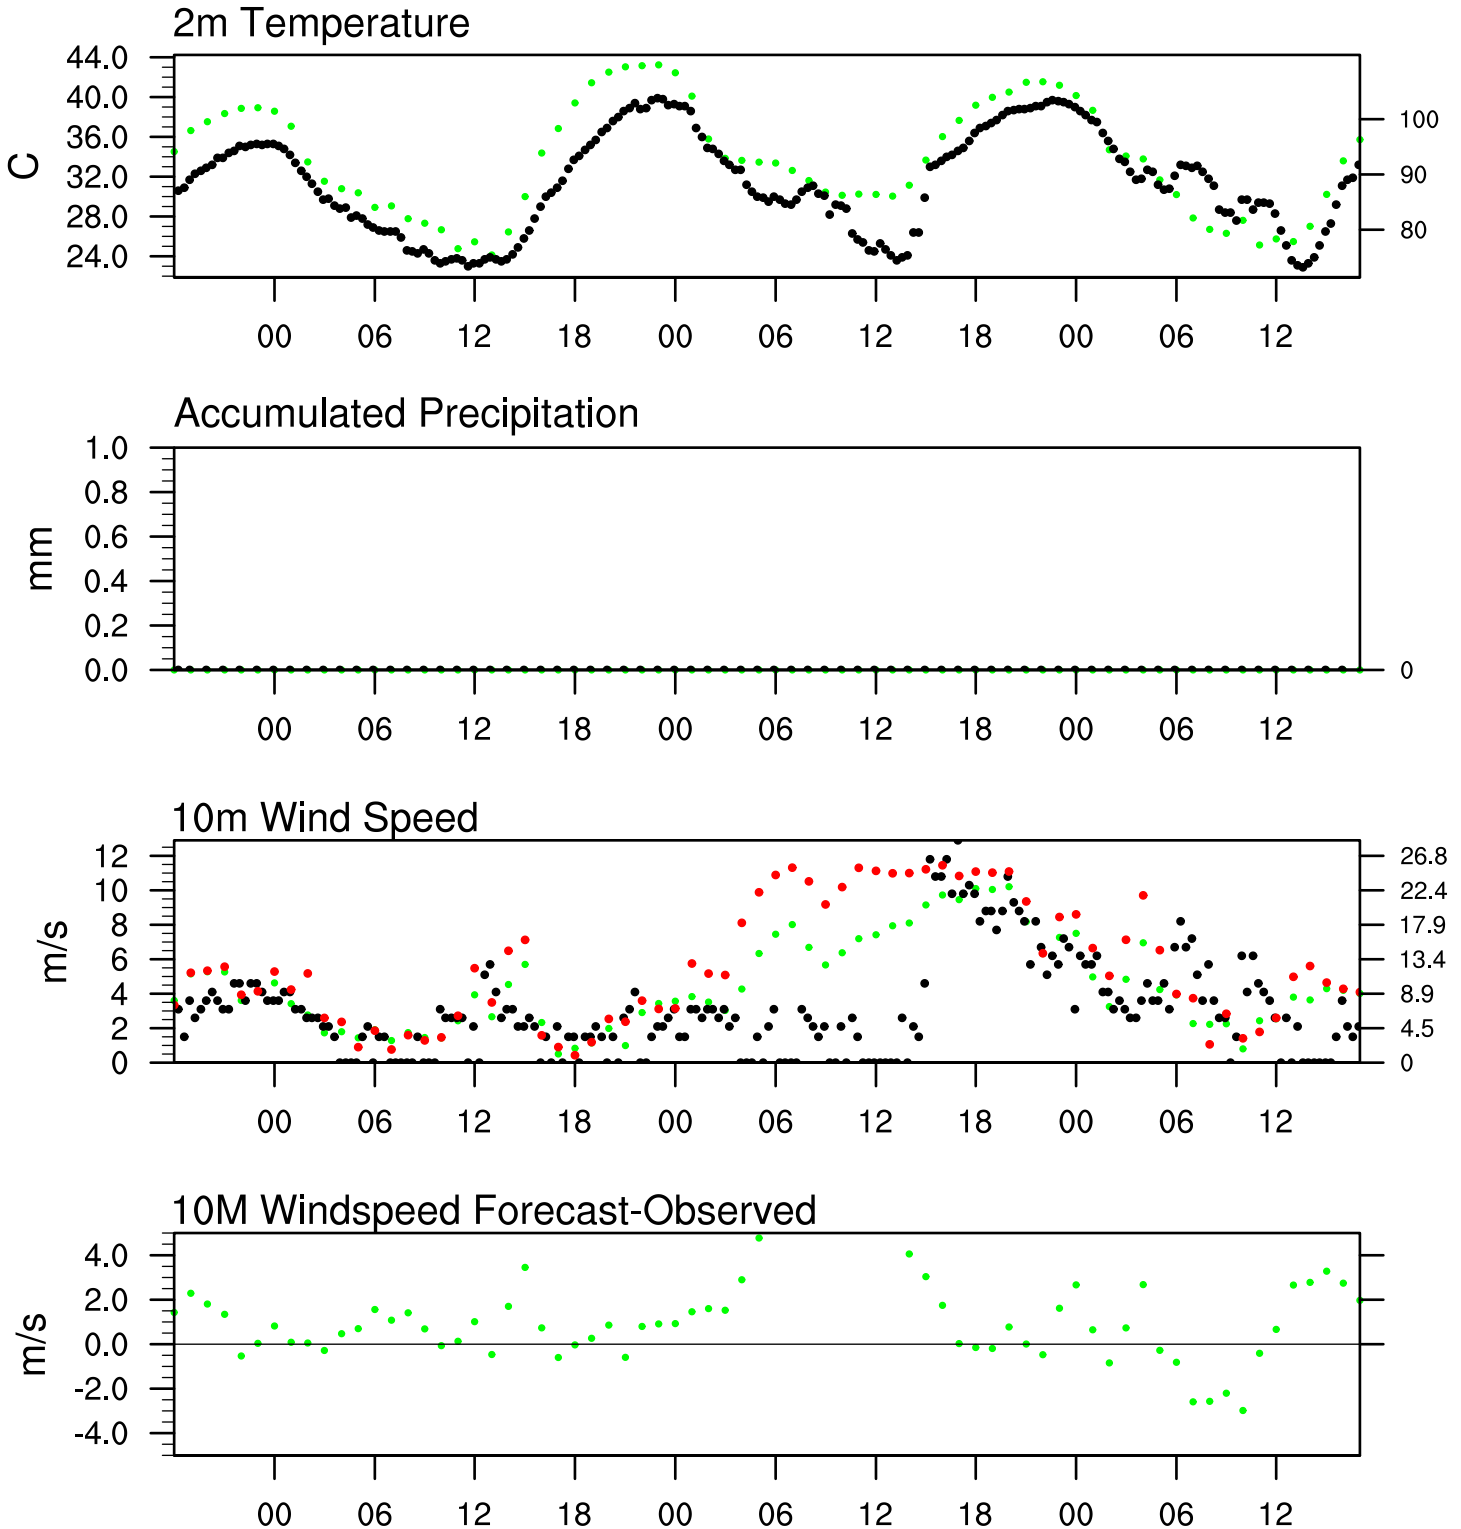 2m Temperature
44.0
40.0
36.0
32.0
28.0
24.0
C
100
90
80
00 06 12 18 00 06 12 18 00 06 12
Accumulated Precipitation
1.0
0.8
0.6
0.4
0.2
0.0
mm
0
00 06 12 18 00 06 12 18 00 06 12
10m Wind Speed
12
10
8
6
4
2
0
m/s
26.8
22.4
17.9
13.4
8.9
4.5
0
00 06 12 18 00 06 12 18 00 06 12
10M Windspeed Forecast-Observed
4.0
2.0
0.0
-2.0
-4.0
m/s
00 06 12 18 00 06 12 18 00 06 12